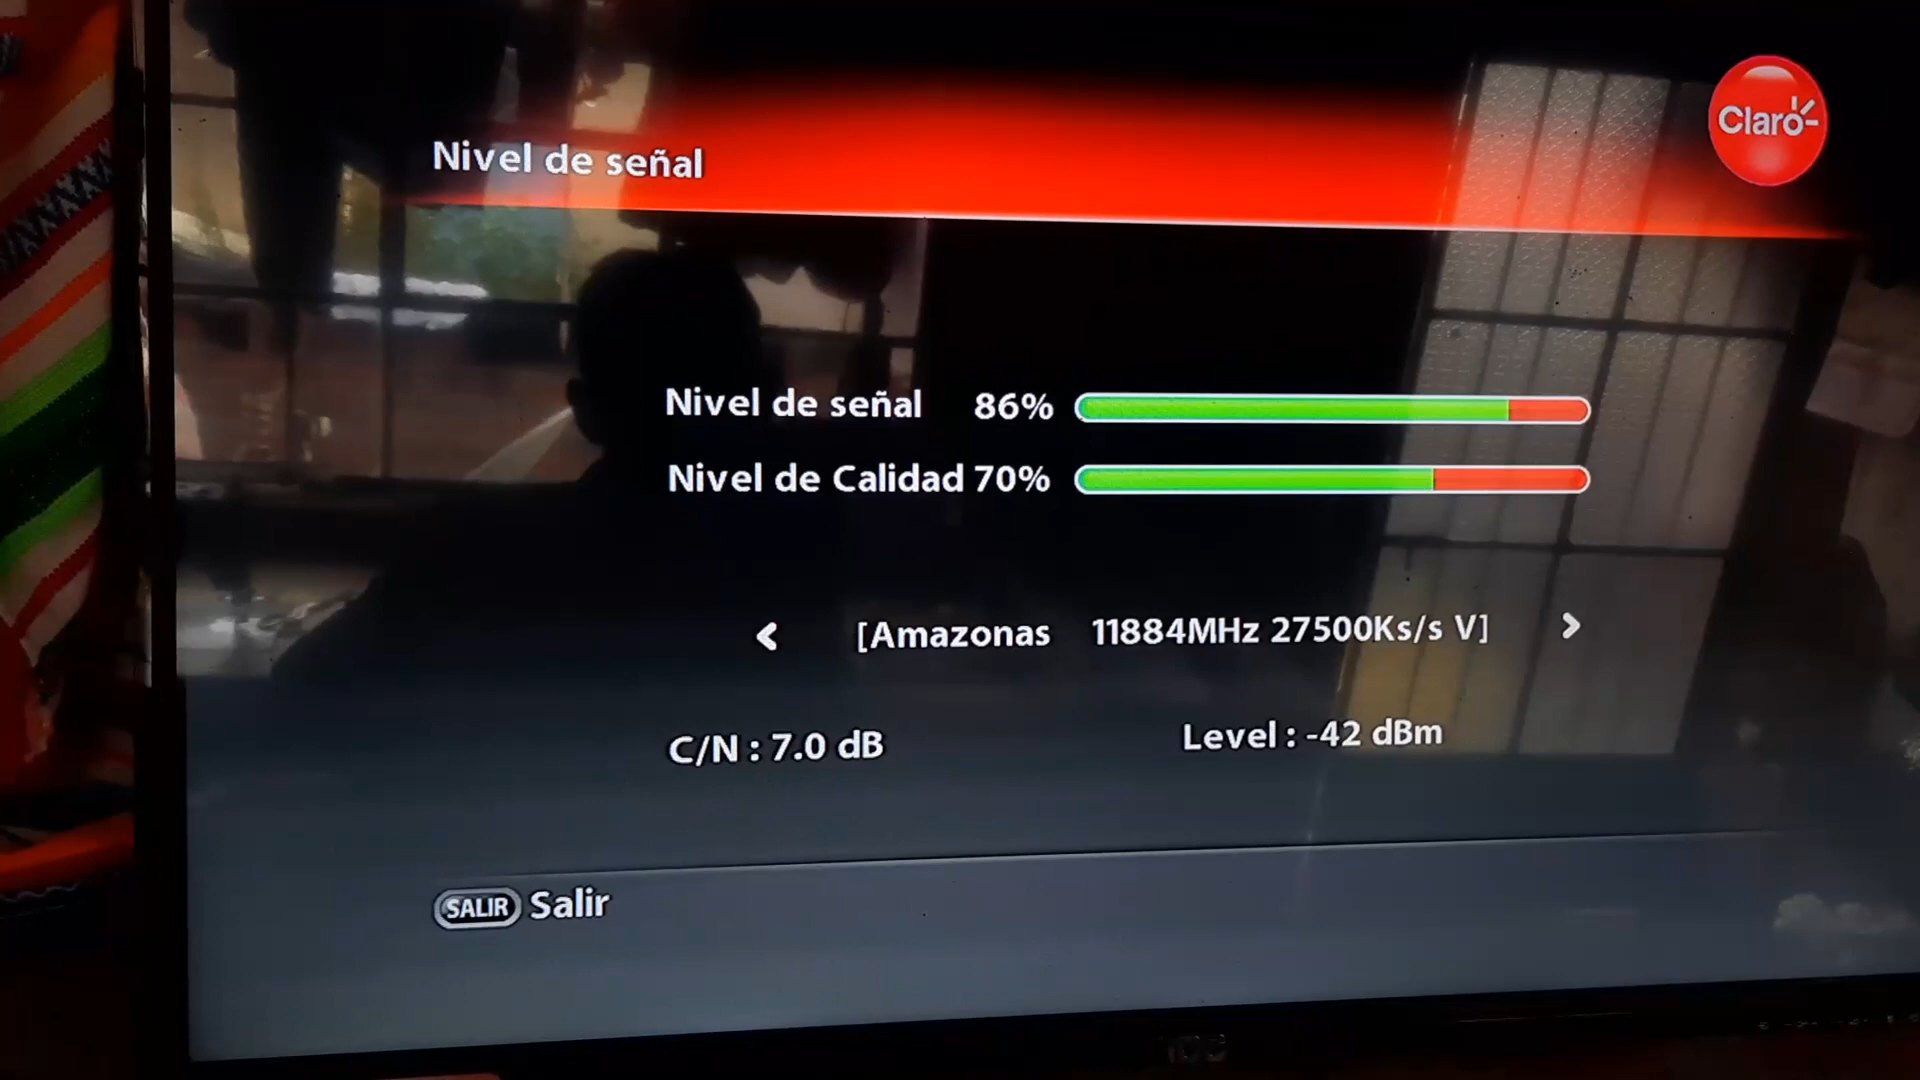 Claro
Nivel de señal
Nivel de señal 86%
Nivel de Calidad 70%
[Amazonas 11884MHz 27500Ks/s V]
C/N : 7.0 dB Level : -42 dBm
SALIR Salir